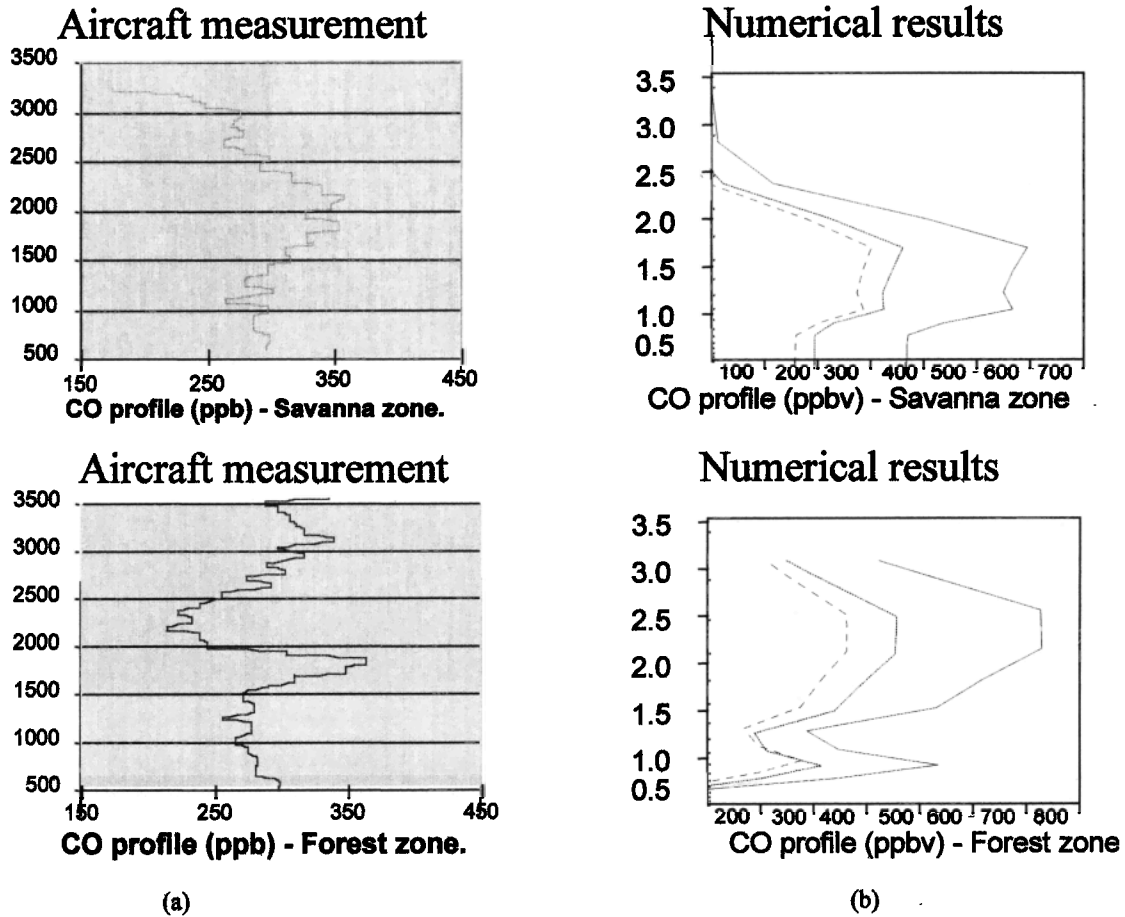 Aircraft measurement
3500
3000
2500
2000
1500
1000
500
150 250 350 450
CO profile (ppb) - Savanna zone.
Numerical results
3.5
3.0
2.5
2.0
1.5
1.0
0.5
100 200 300 400 500 600 700
CO profile (ppbv) - Savanna zone
Aircraft measurement
3500
3000
2500
2000
1500
1000
500
150 250 350 450
CO profile (ppb) - Forest zone.
Numerical results
3.5
3.0
2.5
2.0
1.5
1.0
0.5
200 300 400 500 600 700 800
CO profile (ppbv) - Forest zone
(a)
(b)